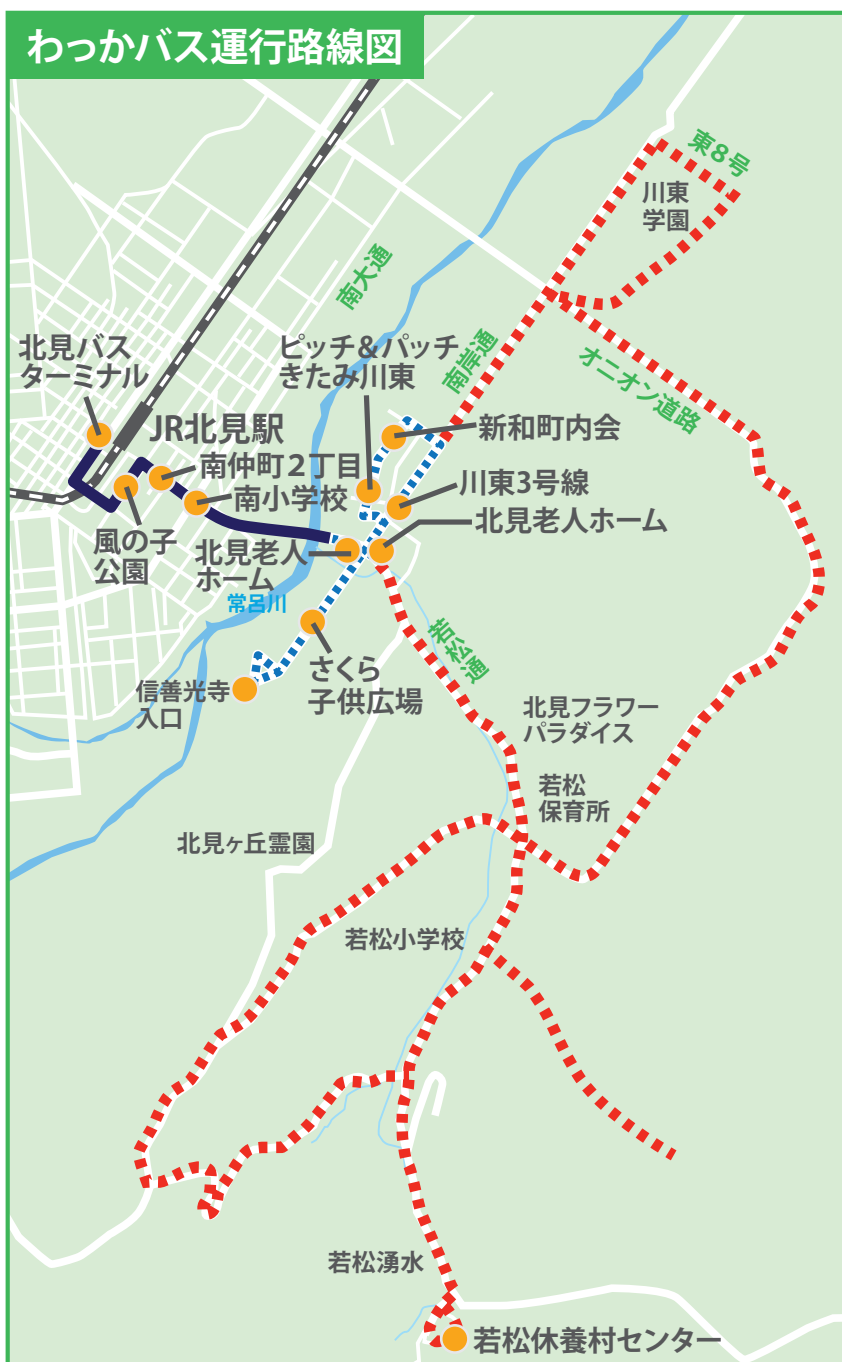 わっかバス運行路線図
東8号
川東
学園
南大通
北見バス
ターミナル
ピッチ&パッチ
きたみ川東
南岸通
オニオン道路
JR北見駅
新和町内会
南仲町2丁目
川東3号線
南小学校
北見老人ホーム
風の子
公園
北見老人
ホーム
常呂川
若松通
さくら
子供広場
信善光寺
入口
北見フラワー
パラダイス
若松
保育所
北見ヶ丘霊園
若松小学校
若松湧水
若松休養村センター